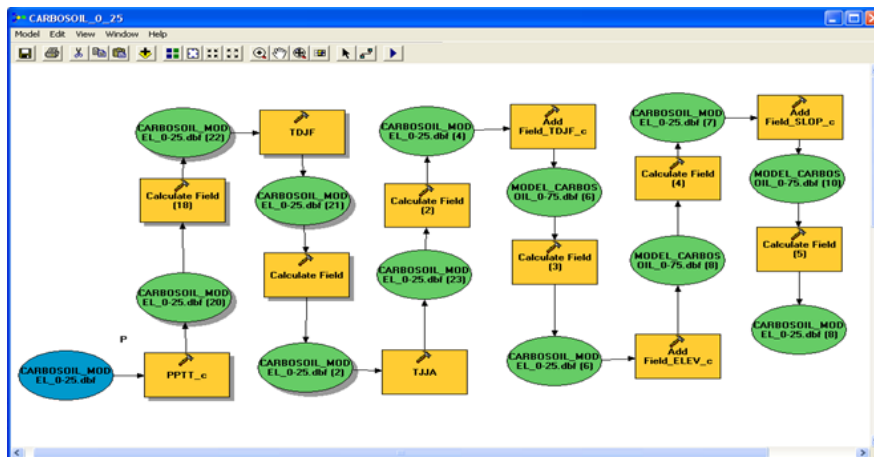 CARBOSOIL_0_25
Model Edit View Window Help
CARBOSOIL_MOD
EL_0-25.dbf
P
PPTT_c
CARBOSOIL_MOD
EL_0-25.dbf (20)
Calculate Field
(18)
CARBOSOIL_MOD
EL_0-25.dbf (22)
TDJF
CARBOSOIL_MOD
EL_0-25.dbf (21)
Calculate Field
CARBOSOIL_MOD
EL_0-25.dbf (2)
TJJA
CARBOSOIL_MOD
EL_0-25.dbf (23)
Calculate Field
(2)
CARBOSOIL_MOD
EL_0-25.dbf (4)
Add
Field_TDJF_c
MODEL_CARBOS
OIL_0-75.dbf (6)
Calculate Field
(3)
CARBOSOIL_MOD
EL_0-25.dbf (6)
Add
Field_ELEV_c
MODEL_CARBOS
OIL_0-75.dbf (8)
Calculate Field
(4)
CARBOSOIL_MOD
EL_0-25.dbf (7)
Add
Field_SLOP_c
MODEL_CARBOS
OIL_0-75.dbf (10)
Calculate Field
(5)
CARBOSOIL_MOD
EL_0-25.dbf (8)